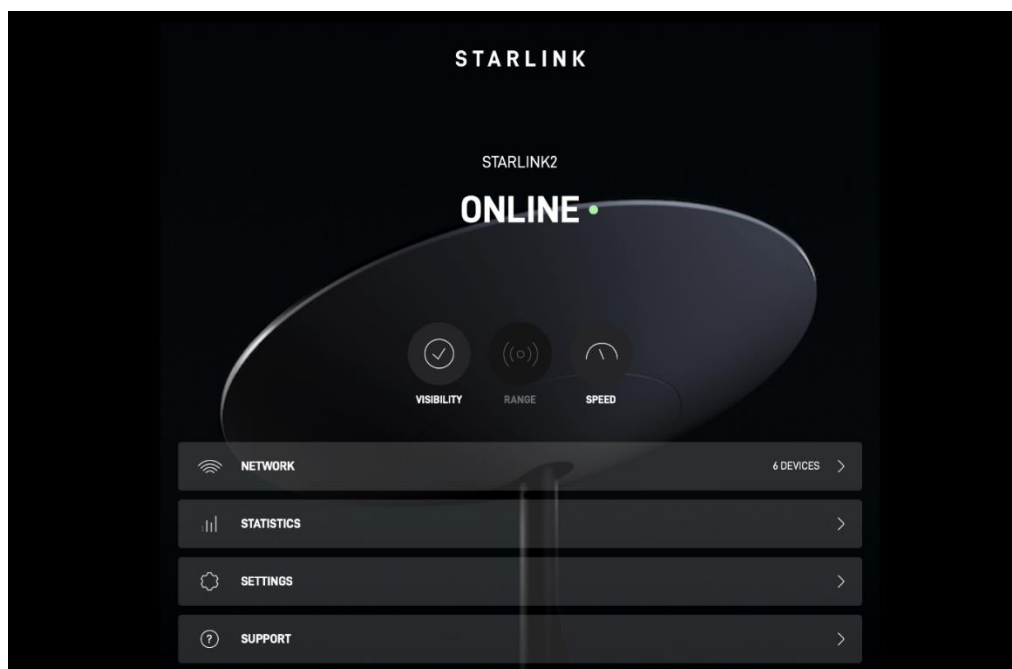 STARLINK
STARLINK2
ONLINE
VISIBILITY RANGE SPEED
NETWORK 6 DEVICES
STATISTICS
SETTINGS
? SUPPORT